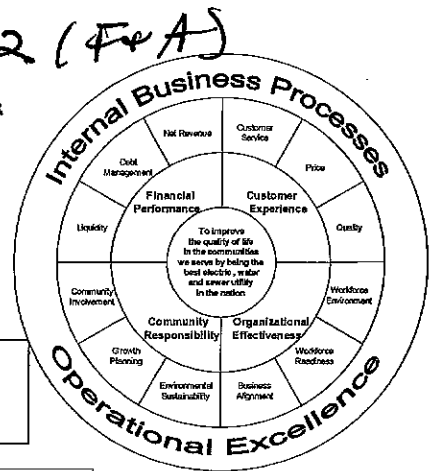 2 (F&A)
Internal Business Processes
Net Revenue
Customer
Service
Debt
Management
Price
Financial
Performance
Customer
Experience
Liquidity
Quality
To improve
the quality of life
in the communities
we serve by being the
best electric, water
and sewer utility
in the nation
Community
Involvement
Workforce
Environment
Community
Responsibility
Organizational
Effectiveness
Growth
Planning
Workforce
Readiness
Environmental
Sustainability
Business
Alignment
Operational Excellence